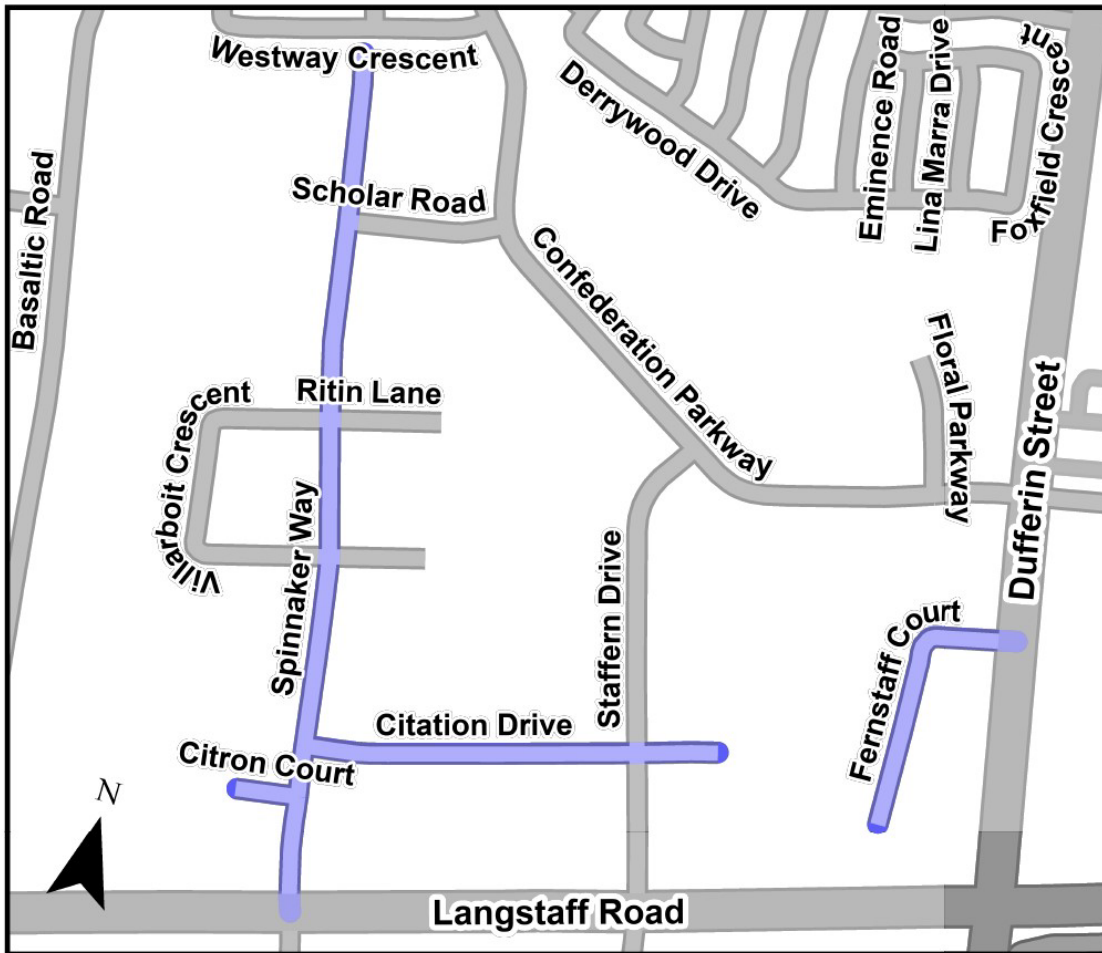 Westway Crescent
Derrywood Drive
Eminence Road
Lina Marra Drive
Foxfield Crescent
Basaltic Road
Scholar Road
Confederation Parkway
Floral Parkway
Ritin Lane
Villarboit Crescent
Dufferin Street
Spinnaker Way
Staffern Drive
Fernstaff Court
Citation Drive
Citron Court
N
Langstaff Road